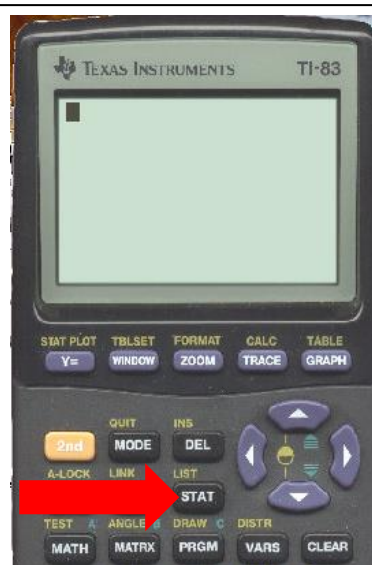 TEXAS INSTRUMENTS TI-83
STAT PLOT TBLSET FORMAT CALC TABLE
Y= WINDOW ZOOM TRACE GRAPH
QUIT INS
2nd MODE DEL
A-LOCK LINK LIST
STAT
TEST A ANGLE B DRAW C DISTR
MATH MATRX PRGM VARS CLEAR